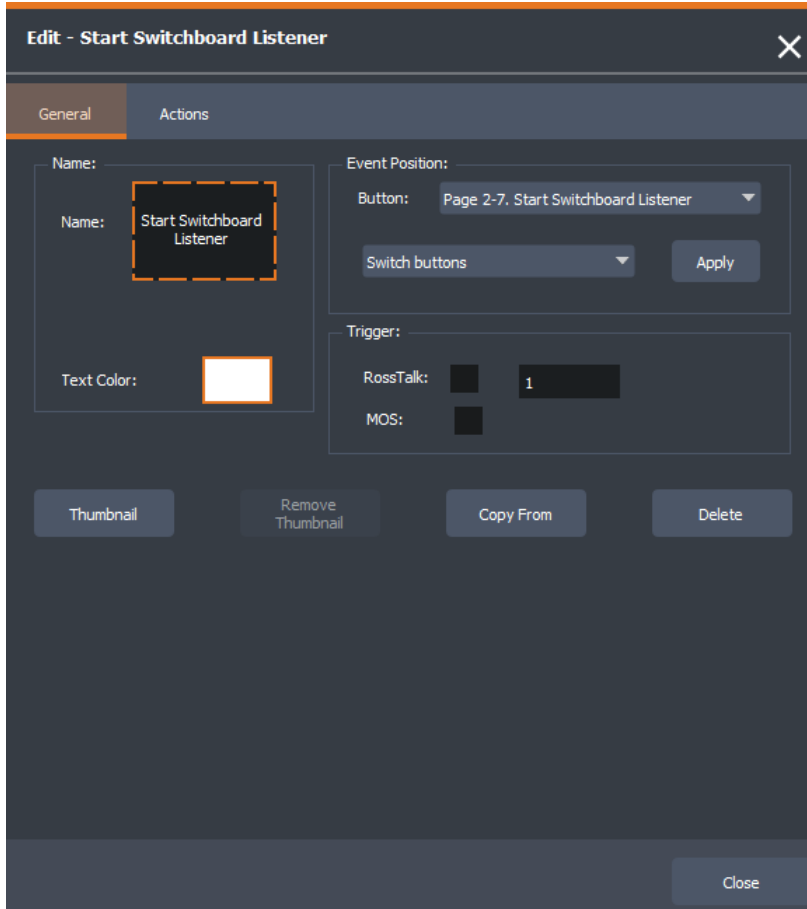 Edit - Start Switchboard Listener
General
Actions
Name:
Name:
Start Switchboard
Listener
Text Color:
Event Position:
Button:
Page 2-7. Start Switchboard Listener
Switch buttons
Apply
Trigger:
RossTalk:
1
MOS:
Thumbnail
Remove
Thumbnail
Copy From
Delete
Close